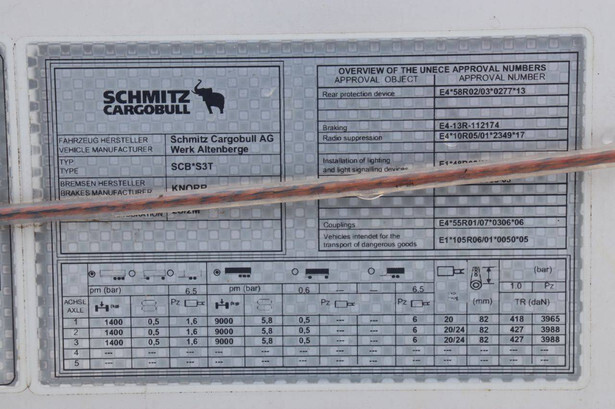 OVERVIEW OF THE UNECE APPROVAL NUMBERS
APPROVAL OBJECT APPROVAL NUMBER
Rear protection device E4*58R02/03*0277*13
SCHMITZ
CARGOBULL
Braking E4-13R-112174
Radio suppression E4*10R05/01*2349*17
FAHRZEUG HERSTELLER Schmitz Cargobull AG
VEHICLE MANUFACTURER Werk Altenberge
TYP
TYPE SCB*S3T
Installation of lighting
and light signalling devices
BREMSEN HERSTELLER KNORR
BRAKES MANUFACTURER
Couplings E4*55R01/07*0306*06
Vehicles intendet for the
transport of dangerous goods E1*105R06/01*0050*05
(bar)
pm (bar) 6.5 pm (bar) 0.6 --- --- 6.5 (mm) 1.0 Pz
ACHSE
AXLE Pz Pz Pz TR (daN)
1 1400 0,5 1,6 9000 5,8 0,5 6 20 82 418 3965
2 1400 0,5 1,6 9000 5,8 0,5 6 20/24 82 427 3988
3 1400 0,5 1,6 9000 5,8 0,5 6 20/24 82 427 3988
4 --- --- --- --- --- --- --- --- --- --- --- ---
5 --- --- --- --- --- --- --- --- --- --- --- ---